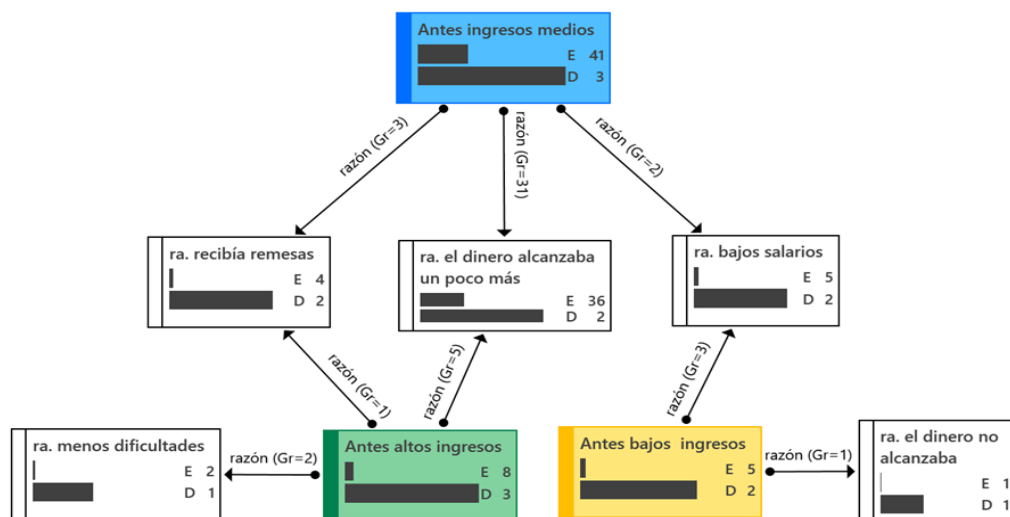 Antes ingresos medios
E 41
D 3
razón (Gr=3)
razón (Gr=31)
razón (Gr=2)
ra. recibía remesas
E 4
D 2
ra. el dinero alcanzaba
un poco más
E 36
D 2
ra. bajos salarios
E 5
D 2
razón (Gr=1)
razón (Gr=5)
razón (Gr=3)
ra. menos dificultades
E 2
D 1
razón (Gr=2)
Antes altos ingresos
E 8
D 3
Antes bajos ingresos
E 5
D 2
razón (Gr=1)
ra. el dinero no
alcanzaba
E 1
D 1